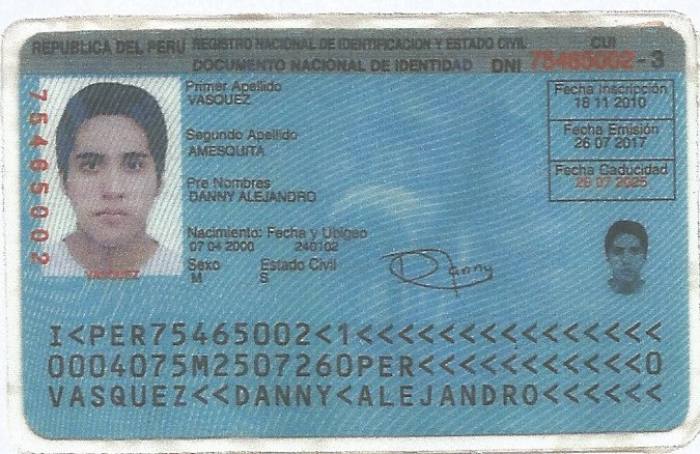 REPUBLICA DEL PERU REGISTRO NACIONAL DE IDENTIFICACION Y ESTADO CIVIL CUI
DOCUMENTO NACIONAL DE IDENTIDAD DNI 75465002-3
75465002
Primer Apellido
VASQUEZ
Segundo Apellido
AMESQUITA
Pre Nombres
DANNY ALEJANDRO
Nacimiento: Fecha y Ubigeo
07 04 2000 240102
Sexo Estado Civil
M S
Fecha Inscripción
18 11 2010
Fecha Emisión
26 07 2017
Fecha Caducidad
26 07 2025
VASQUEZ
Danny
I<PER75465002<1<<<<<<<<<<<<<<<
0004075M2507260PER<<<<<<<<<<<0
VASQUEZ<<DANNY<ALEJANDRO<<<<<<